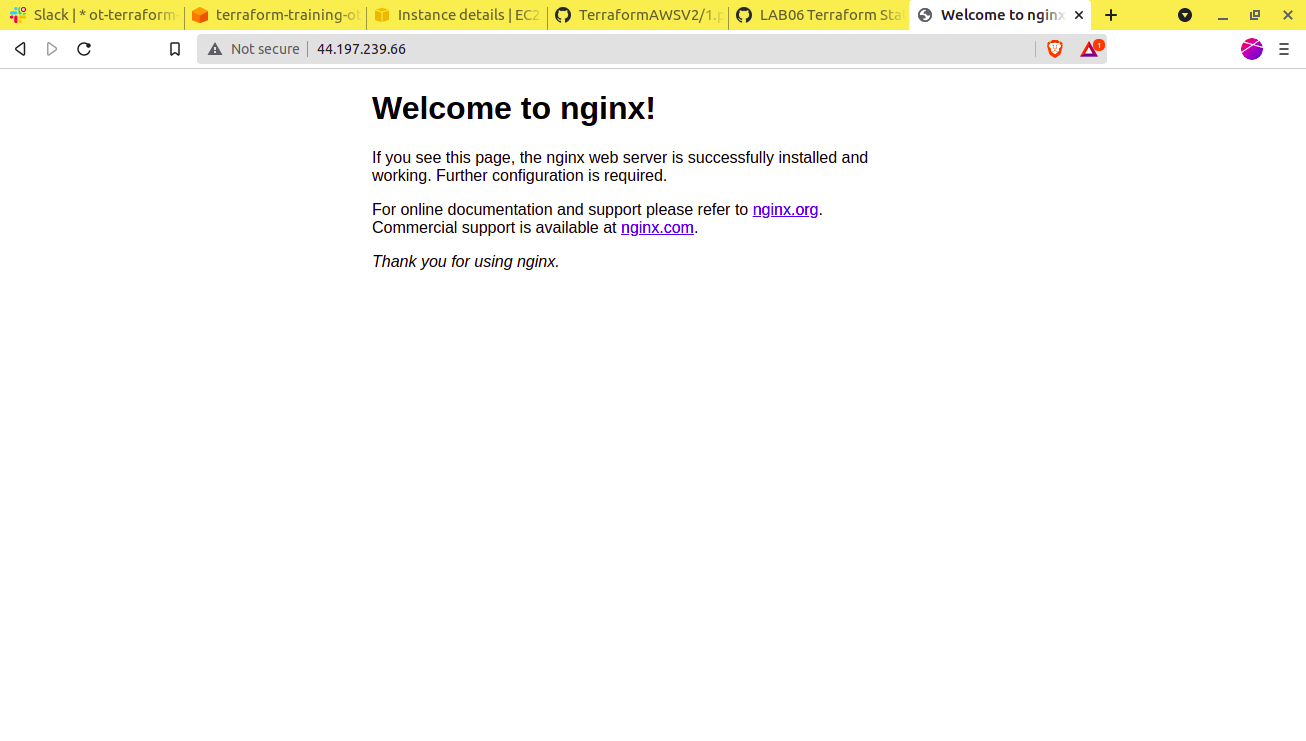 Slack | * ot-terraform-
terraform-training-ot
Instance details | EC2
TerraformAWSV2/1.p
LAB06 Terraform Stat
Welcome to nginx
Not secure
44.197.239.66
1
Welcome to nginx!
If you see this page, the nginx web server is successfully installed and
working. Further configuration is required.
For online documentation and support please refer to nginx.org.
Commercial support is available at nginx.com.
Thank you for using nginx.